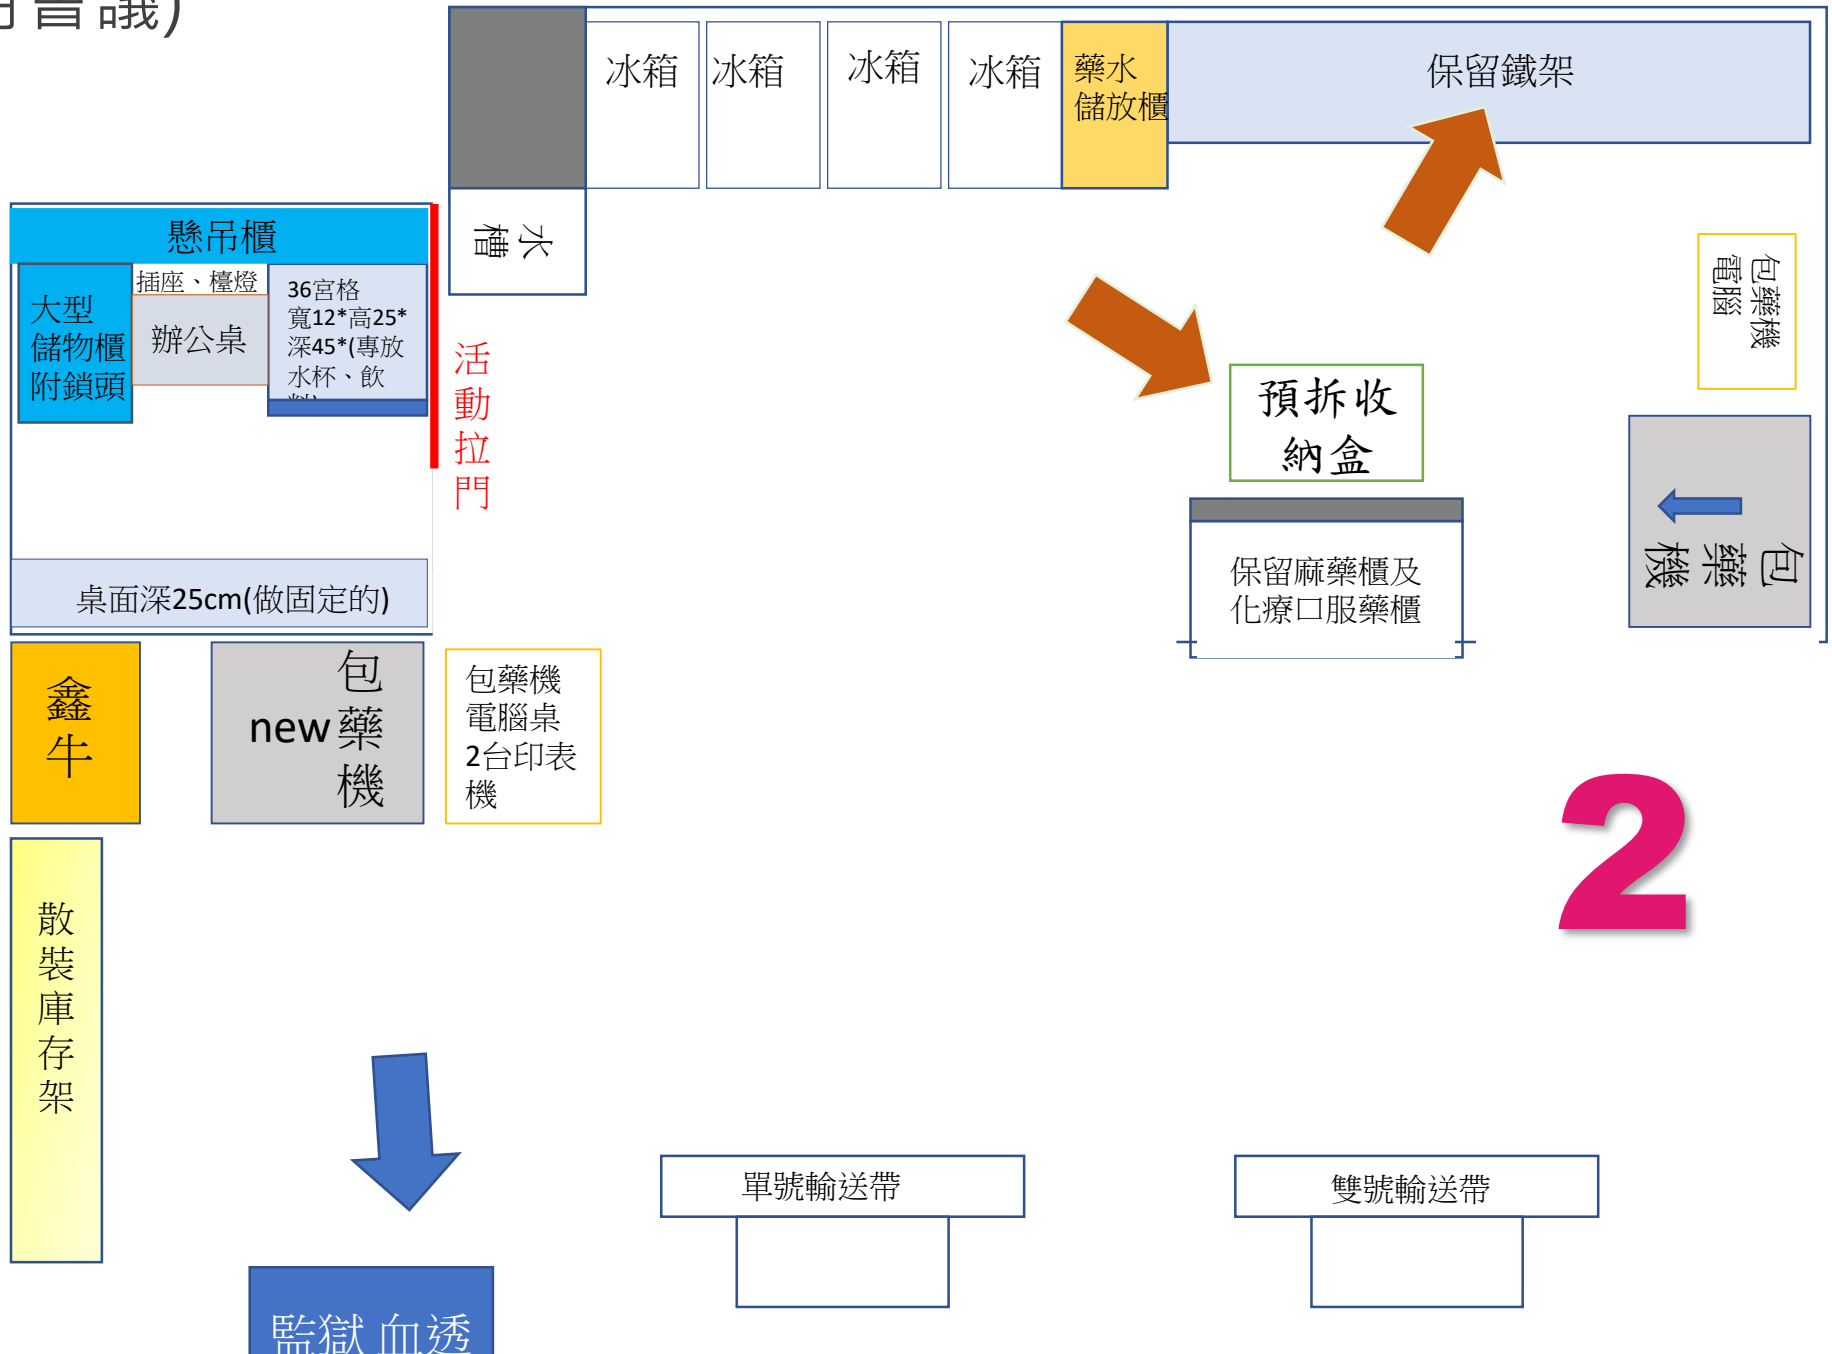 會議)
冰箱
冰箱
冰箱
冰箱
藥水
儲放櫃
保留鐵架
水槽
懸吊櫃
插座、檯燈
大型
儲物櫃
附鎖頭
辦公桌
36宮格
寬12*高25*
深45*(專放
水杯、飲
活動拉門
包藥機
電腦
預拆收
納盒
包藥機
保留麻藥櫃及
化療口服藥櫃
桌面深25cm(做固定的)
鑫牛
new
包藥機
包藥機
電腦桌
2台印表
機
2
散裝庫存架
單號輸送帶
雙號輸送帶
監獄 血透